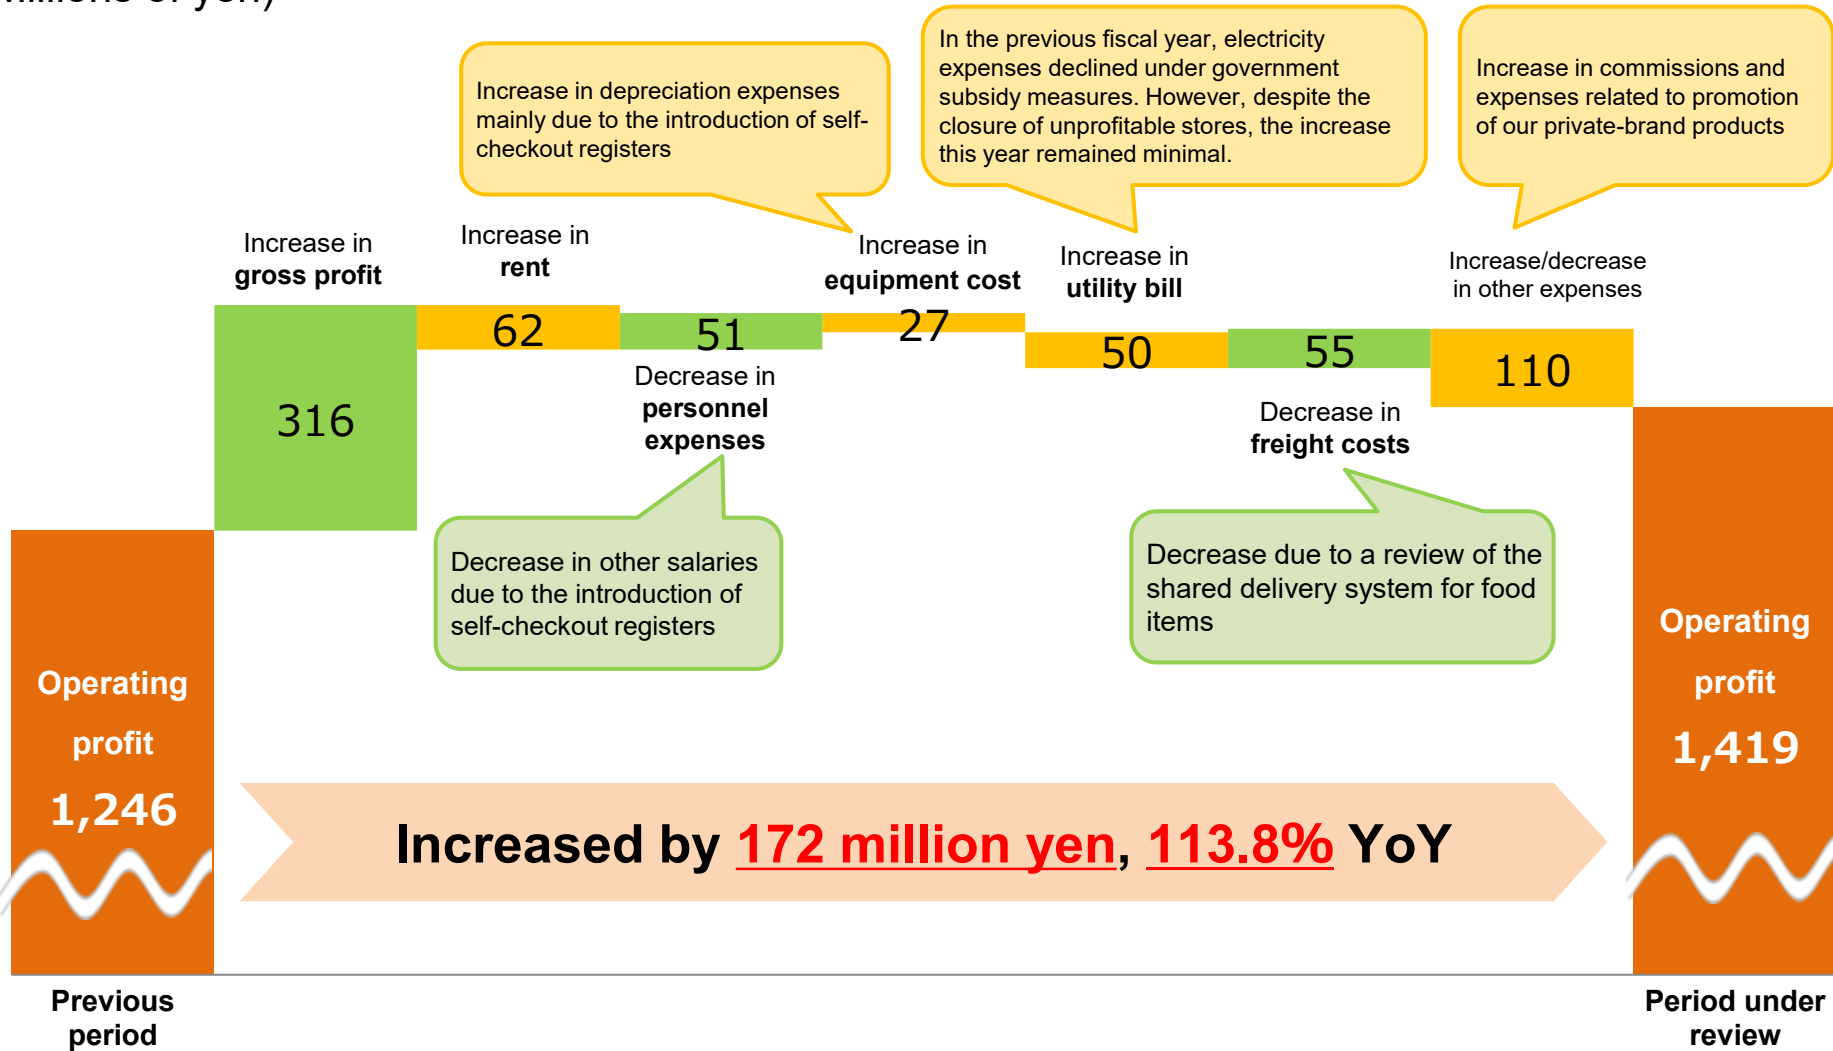 of yen)
Increase in depreciation expenses
mainly due to the introduction of self-
checkout registers
In the previous fiscal year, electricity
expenses declined under government
subsidy measures. However, despite the
closure of unprofitable stores, the increase
this year remained minimal.
Increase in commissions and
expenses related to promotion
of our private-brand products
Increase in
gross profit
Increase in
rent
Increase in
equipment cost
Increase in
utility bill
Increase/decrease
in other expenses
316
62
51
27
50
55
110
Decrease in
personnel
expenses
Decrease in
freight costs
Decrease in other salaries
due to the introduction of
self-checkout registers
Decrease due to a review of the
shared delivery system for food
items
Operating
profit
1,246
Operating
profit
1,419
Increased by 172 million yen, 113.8% YoY
Previous
period
Period under
review